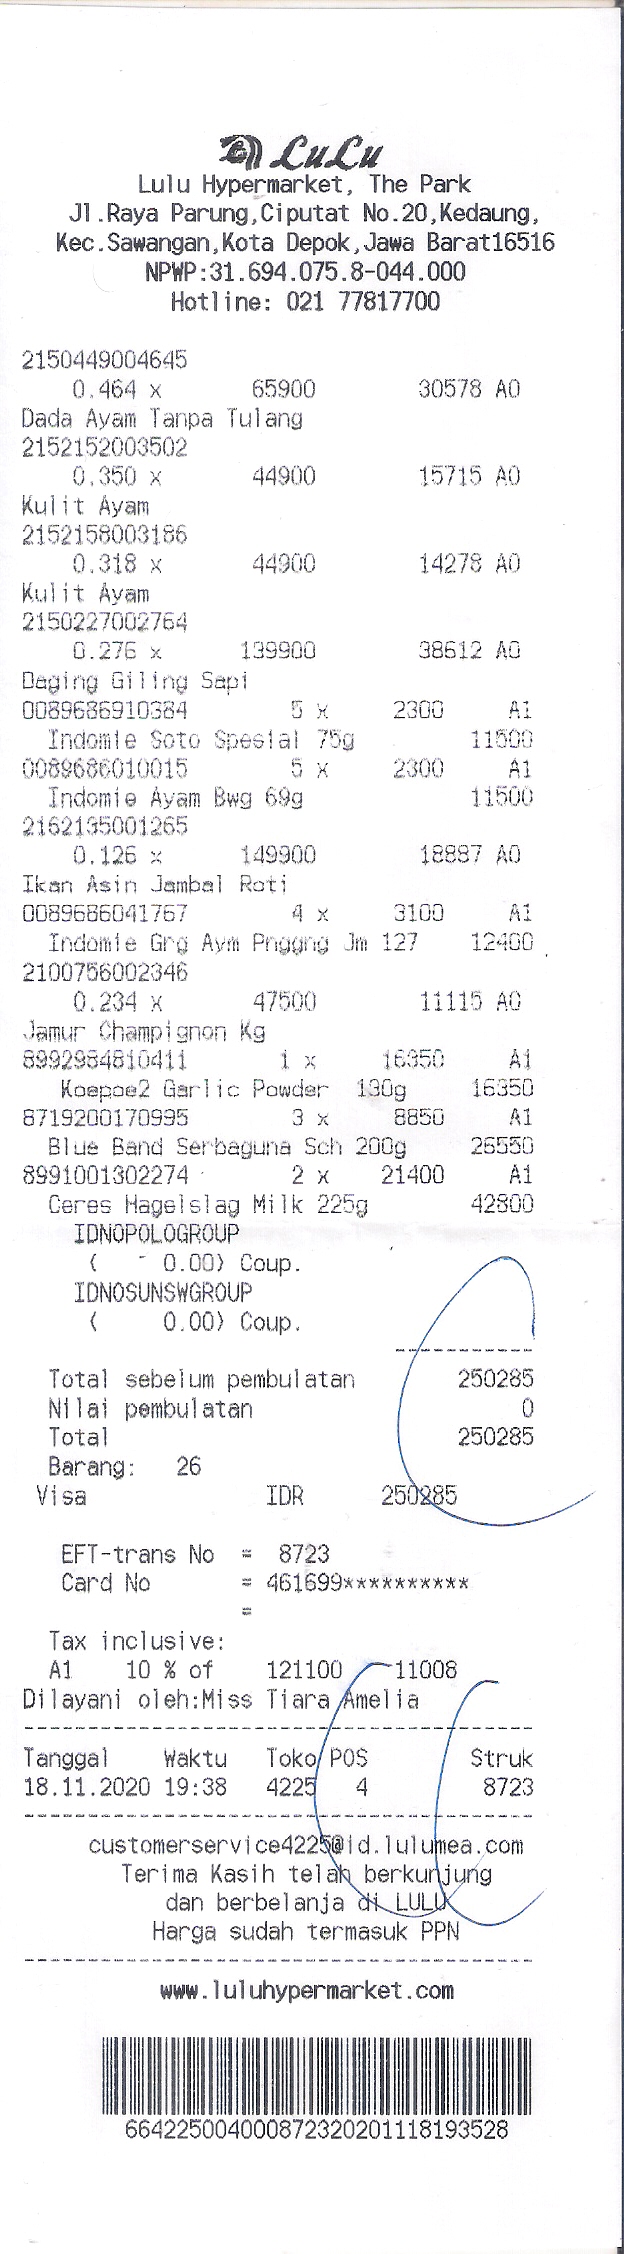 LuLu
Lulu Hypermarket, The Park
Jl.Raya Parung,Ciputat No.20,Kedaung,
Kec.Sawangan,Kota Depok,Jawa Barat16516
NPWP:31.694.075.8-044.000
Hotline: 021 77817700
2150449004645
0.464 x 65900 30578 A0
Dada Ayam Tanpa Tulang
2152152003502
0.350 x 44900 15715 A0
Kulit Ayam
2152158003186
0.318 x 44900 14278 A0
Kulit Ayam
2150227002764
0.276 x 139900 38612 A0
Daging Giling Sapi
0089686910384 5 x 2300 A1
Indomie Soto Spesial 75g 11500
0089686010015 5 x 2300 A1
Indomie Ayam Bwg 69g 11500
2162135001265
0.126 x 149900 18887 A0
Ikan Asin Jambal Roti
0089686041767 4 x 3100 A1
Indomie Grg Aym Pnggng Jm 127 12400
2100756002346
0.234 x 47500 11115 A0
Jamur Champignon Kg
8992984810411 1 x 16350 A1
Koepoe2 Garlic Powder 130g 16350
8719200170995 3 x 8850 A1
Blue Band Serbaguna Sch 200g 26550
8991001302274 2 x 21400 A1
Ceres Hagelslag Milk 225g 42800
IDNOPOLOGROUP
( - 0.00) Coup.
IDNOSUNSWGROUP
( 0.00) Coup.
------------
Total sebelum pembulatan 250285
Nilai pembulatan 0
Total 250285
Barang: 26
Visa IDR 250285
EFT-trans No = 8723
Card No = 461699**********
=
Tax inclusive:
A1 10 % of 121100 11008
Dilayani oleh:Miss Tiara Amelia
----------------------------------------
Tanggal Waktu Toko POS Struk
18.11.2020 19:38 4225 4 8723
----------------------------------------
customerservice4225@id.lulumea.com
Terima Kasih telah berkunjung
dan berbelanja di LULU
Harga sudah termasuk PPN
----------------------------------------
www.luluhypermarket.com
664225004000872320201118193528